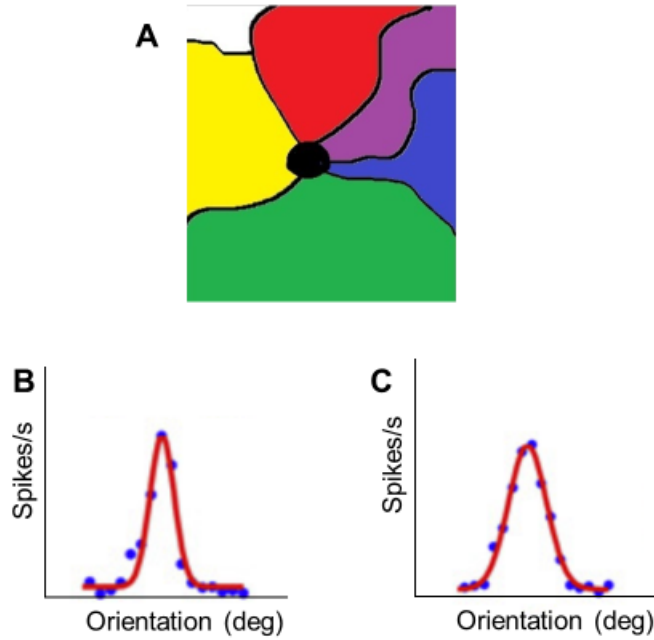 A
B
Spikes/s
Orientation (deg)
C
Spikes/s
Orientation (deg)